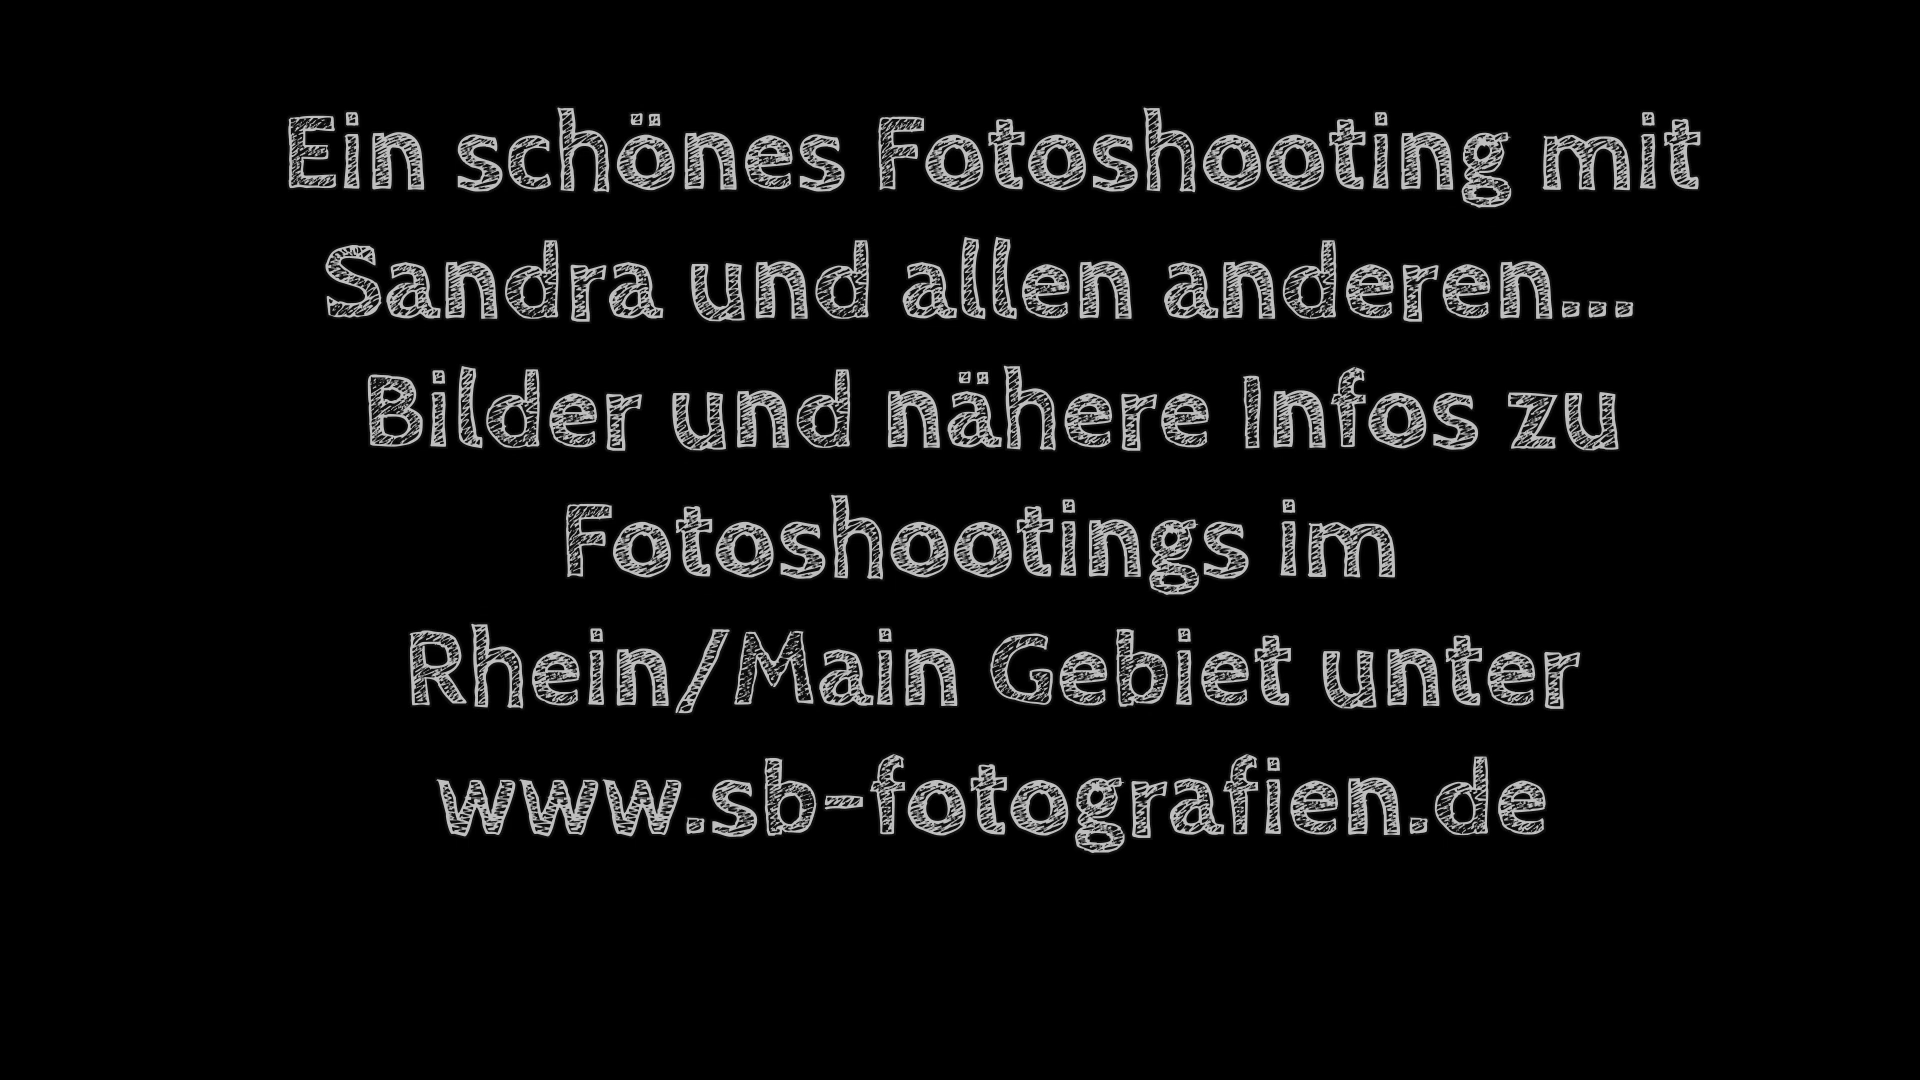 Ein schönes Fotoshooting mit
Sandra und allen anderen...
Bilder und nähere Infos zu
Fotoshootings im
Rhein/Main Gebiet unter
www.sb-fotografien.de